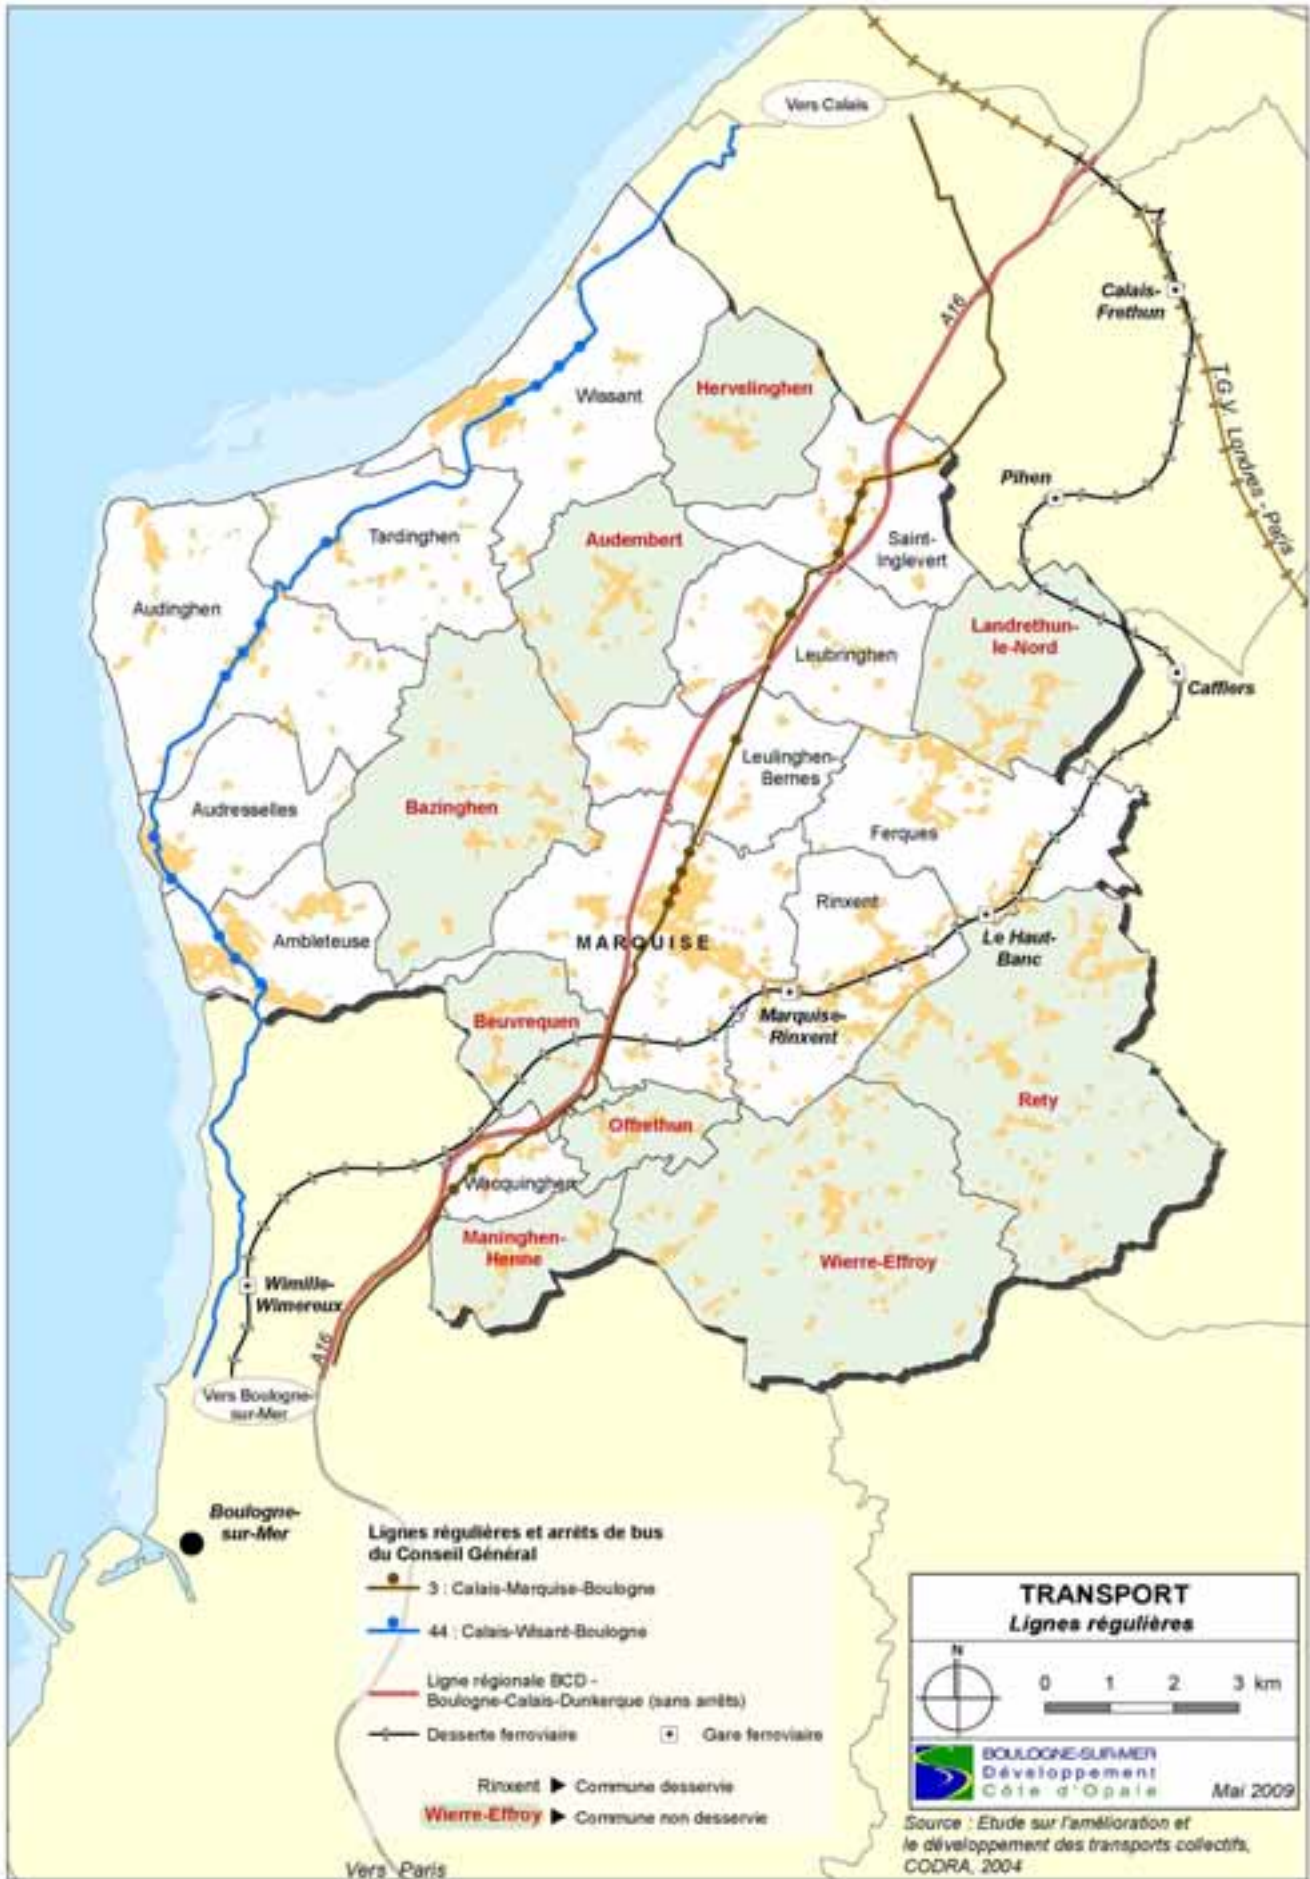 Vers Calais
A16
Calais-
Frethun
T.G.V. Londres - Paris
Hervelinghen
Wissant
Pihen
Audembert
Tardinghen
Saint-
Inglevert
Audinghen
Landrethun-
le-Nord
Leubringhen
Caffiers
Leulinghen-
Bernes
Bazinghen
Audresselles
Ferques
Rinxent
Ambleteuse
MARQUISE
Le Haut-
Banc
Beuvrequen
Marquise-
Rinxent
Rety
Offrethun
Wacquinghen
Maninghen-
Henne
Wierre-Effroy
Wimille-
Wimereux
A16
Vers Boulogne-
sur-Mer
Boulogne-
sur-Mer
Lignes régulières et arrêts de bus
du Conseil Général
3 : Calais-Marquise-Boulogne
44 : Calais-Wisant-Boulogne
Ligne régionale BCD -
Boulogne-Calais-Dunkerque (sans arrêts)
Desserte ferroviaire
Gare ferroviaire
Rinxent ► Commune desservie
Wierre-Effroy ► Commune non desservie
Vers Paris
TRANSPORT
Lignes régulières
N
0 1 2 3 km
BOULOGNE-SUR-MER
Développement
Côte d'Opale
Mai 2009
Source : Etude sur l'amélioration et
le développement des transports collectifs,
CODRA, 2004